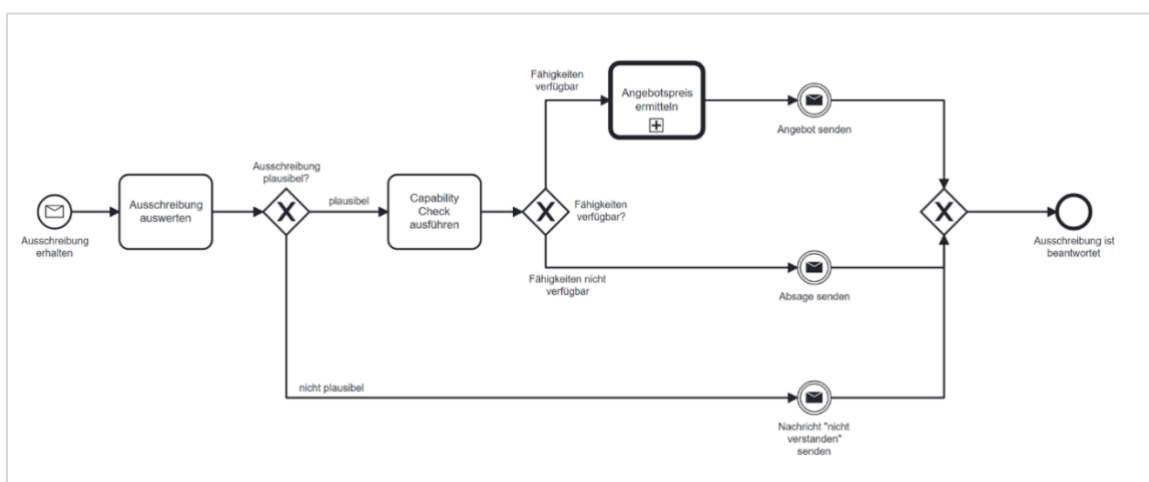 Fähigkeiten
verfügbar
Angebotspreis
ermitteln
Angebot senden
Ausschreibung
plausibel?
Ausschreibung
erhalten
Ausschreibung
auswerten
plausibel
Capability
Check
ausführen
Fähigkeiten
verfügbar?
Ausschreibung ist
beantwortet
Fähigkeiten nicht
verfügbar
Absage senden
nicht plausibel
Nachricht "nicht
verstanden"
senden